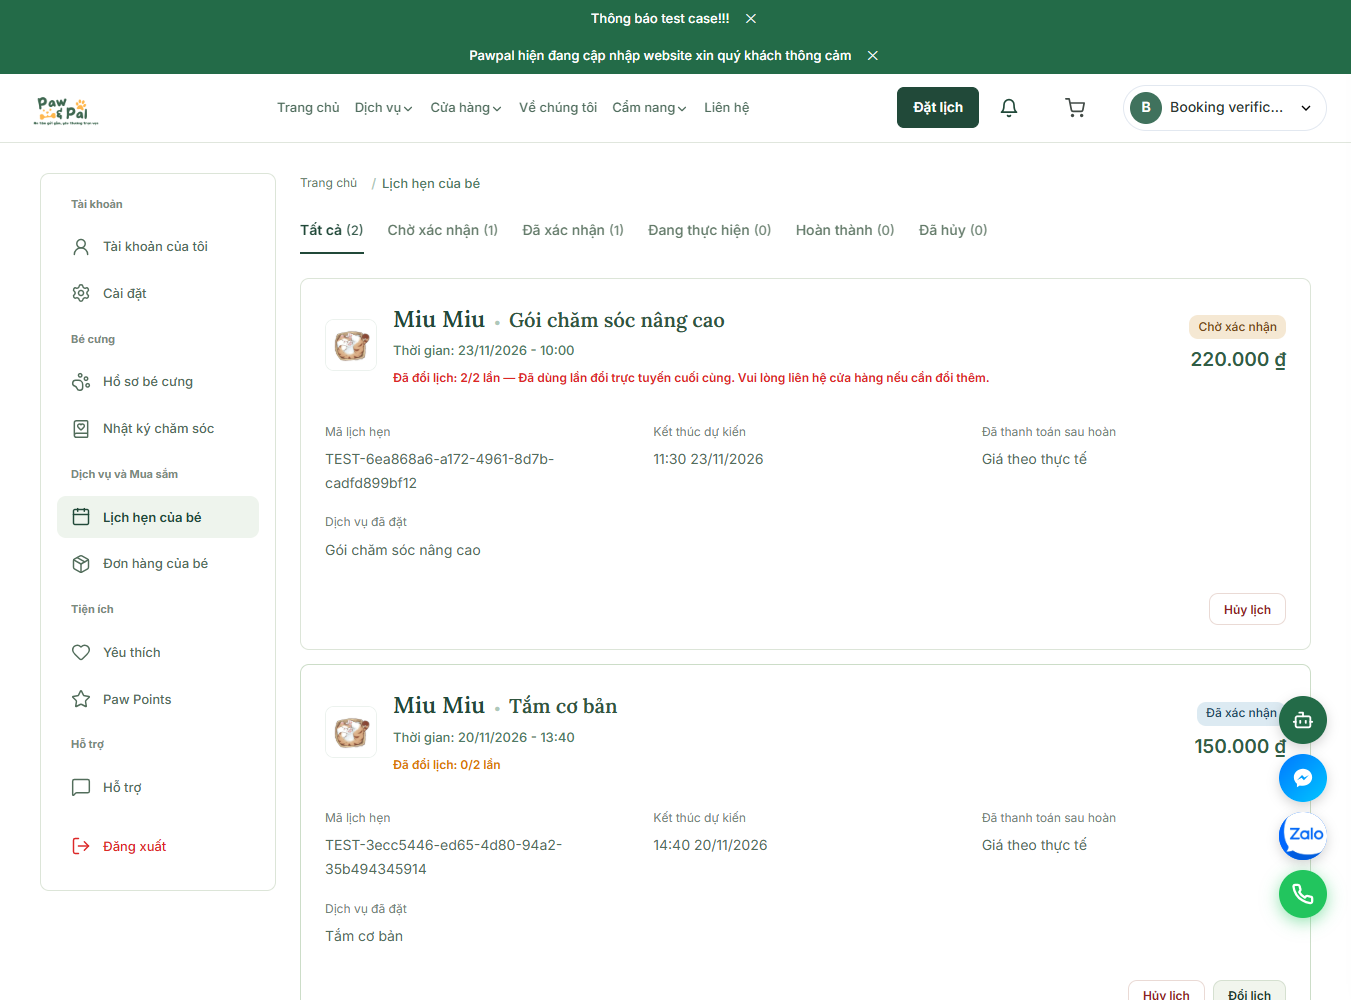 Thông báo test case!!!
Pawpal hiện đang cập nhập website xin quý khách thông cảm
Paw Pal
Trang chủ Dịch vụ Cửa hàng Về chúng tôi Cẩm nang Liên hệ
Đặt lịch
B Booking verific...
Tài khoản
Tài khoản của tôi
Cài đặt
Bé cưng
Hồ sơ bé cưng
Nhật ký chăm sóc
Dịch vụ và Mua sắm
Lịch hẹn của bé
Đơn hàng của bé
Tiện ích
Yêu thích
Paw Points
Hỗ trợ
Hỗ trợ
Đăng xuất
Trang chủ / Lịch hẹn của bé
Tất cả (2) Chờ xác nhận (1) Đã xác nhận (1) Đang thực hiện (0) Hoàn thành (0) Đã hủy (0)
Miu Miu • Gói chăm sóc nâng cao
Thời gian: 23/11/2026 - 10:00
Đã đổi lịch: 2/2 lần — Đã dùng lần đổi trực tuyến cuối cùng. Vui lòng liên hệ cửa hàng nếu cần đổi thêm.
Chờ xác nhận
220.000 ₫
Mã lịch hẹn
TEST-6ea868a6-a172-4961-8d7b-
cadfd899bf12
Kết thúc dự kiến
11:30 23/11/2026
Đã thanh toán sau hoàn
Giá theo thực tế
Dịch vụ đã đặt
Gói chăm sóc nâng cao
Hủy lịch
Miu Miu • Tắm cơ bản
Thời gian: 20/11/2026 - 13:40
Đã đổi lịch: 0/2 lần
Đã xác nhận
150.000 ₫
Mã lịch hẹn
TEST-3ecc5446-ed65-4d80-94a2-
35b494345914
Kết thúc dự kiến
14:40 20/11/2026
Đã thanh toán sau hoàn
Giá theo thực tế
Dịch vụ đã đặt
Tắm cơ bản
Hủy lịch
Đổi lịch
Zalo